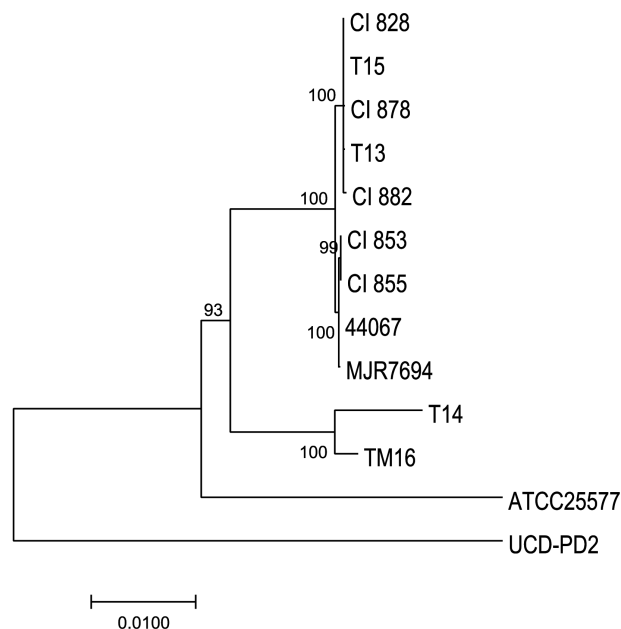 CI 828
T15
100
CI 878
T13
100
CI 882
99
CI 853
CI 855
93
100
44067
MJR7694
T14
100
TM16
ATCC25577
UCD-PD2
0.0100